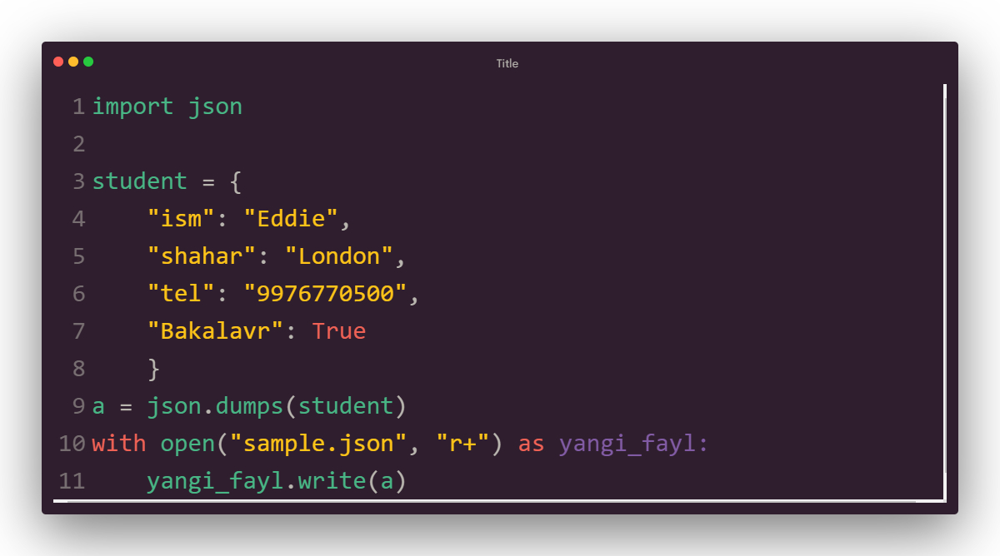 Title
1 import json
2
3 student = {
4     "ism": "Eddie",
5     "shahar": "London",
6     "tel": "9976770500",
7     "Bakalavr": True
8     }
9 a = json.dumps(student)
10 with open("sample.json", "r+") as yangi_fayl:
11     yangi_fayl.write(a)